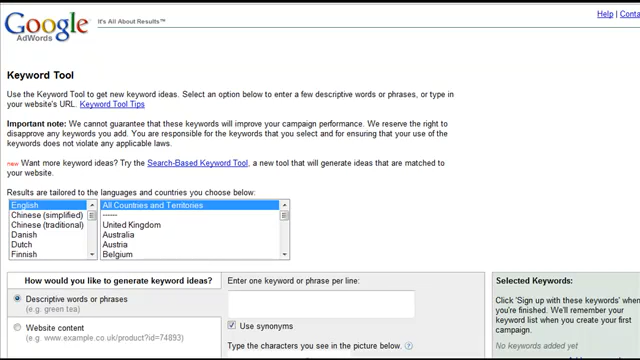 Google
AdWords
It's All About Results™
Help | Conta
Keyword Tool
Use the Keyword Tool to get new keyword ideas. Select an option below to enter a few descriptive words or phrases, or type in
your website's URL. Keyword Tool Tips
Important note: We cannot guarantee that these keywords will improve your campaign performance. We reserve the right to
disapprove any keywords you add. You are responsible for the keywords that you select and for ensuring that your use of the
keywords does not violate any applicable laws.
new Want more keyword ideas? Try the Search-Based Keyword Tool, a new tool that will generate ideas that are matched to
your website.
Results are tailored to the languages and countries you choose below:
English
Chinese (simplified)
Chinese (traditional)
Danish
Dutch
Finnish
All Countries and Territories
------
United Kingdom
Australia
Austria
Belgium
How would you like to generate keyword ideas?
Descriptive words or phrases
(e.g. green tea)
Website content
(e.g. www.example.co.uk/product?id=74893)
Enter one keyword or phrase per line:
Use synonyms
Type the characters you see in the picture below. ?
Selected Keywords:
Click 'Sign up with these keywords' when
you're finished. We'll remember your
keyword list when you create your first
campaign.
No keywords added yet